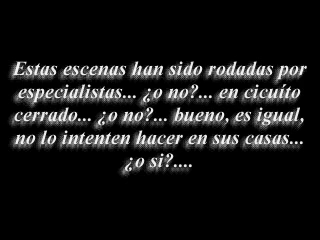 Estas escenas han sido rodadas por
especialistas... ¿o no?... en cicuíto
cerrado... ¿o no?... bueno, es igual,
no lo intenten hacer en sus casas...
¿o si?....